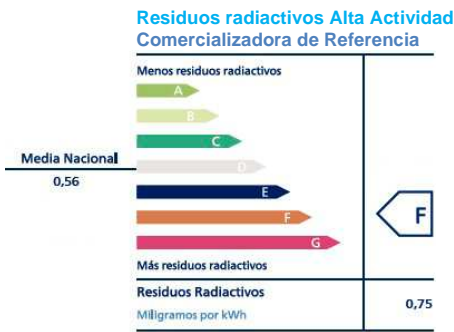 Residuos radiactivos Alta Actividad
Comercializadora de Referencia
Menos residuos radiactivos
A
B
C
Media Nacional
D
0,56
E
F
F
G
Más residuos radiactivos
Residuos Radiactivos
0,75
Miligramos por kWh